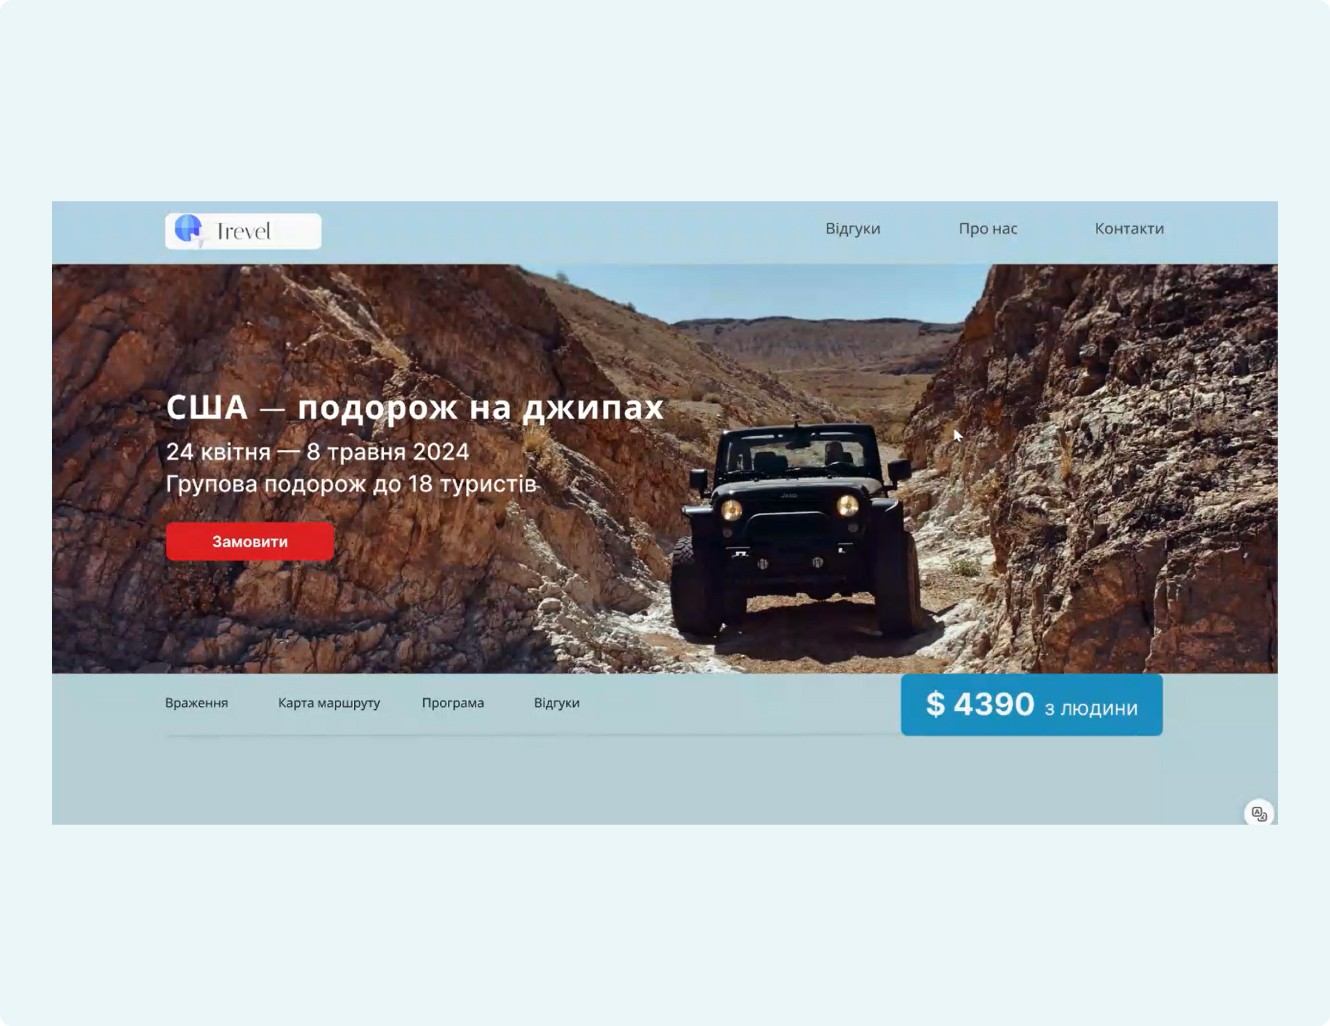 Trevel
Відгуки Про нас Контакти
США — подорож на джипах
24 квітня — 8 травня 2024
Групова подорож до 18 туристів
Замовити
Враження Карта маршруту Програма Відгуки
$ 4390 з людини